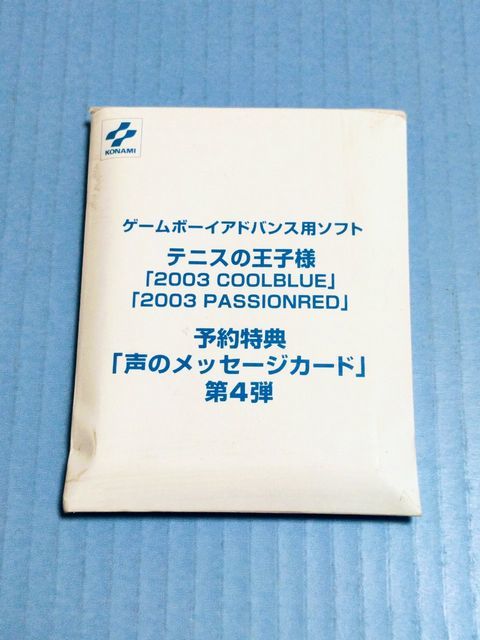 KONAMI
ゲームボーイアドバンス用ソフト
テニスの王子様
「2003 COOLBLUE」
「2003 PASSIONRED」
予約特典
「声のメッセージカード」
第4弾